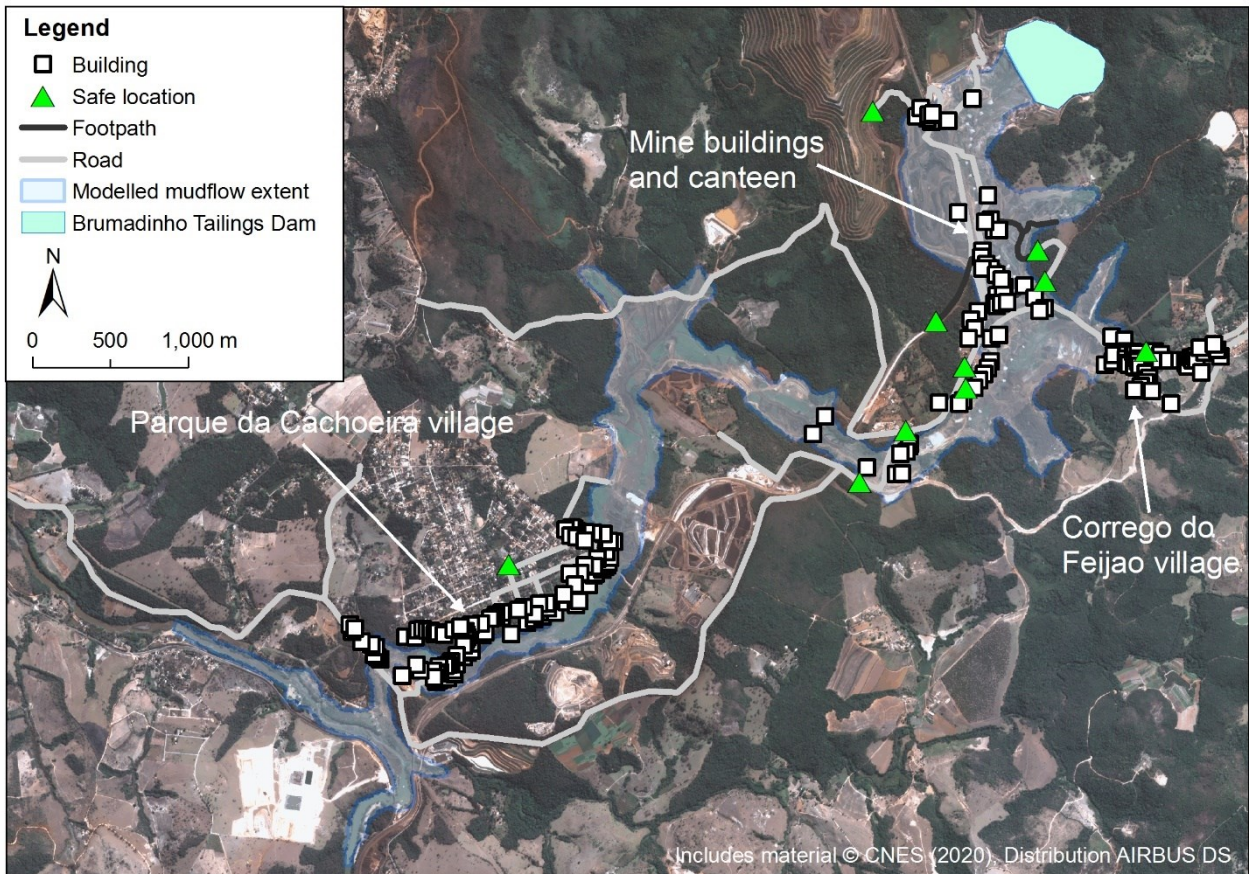 Legend
Building
Safe location
Footpath
Road
Modelled mudflow extent
Brumadinho Tailings Dam
N
0 500 1,000 m
Mine buildings
and canteen
Parque da Cachoeira village
Corrego do
Feijao village
Includes material © CNES (2020). Distribution AIRBUS DS